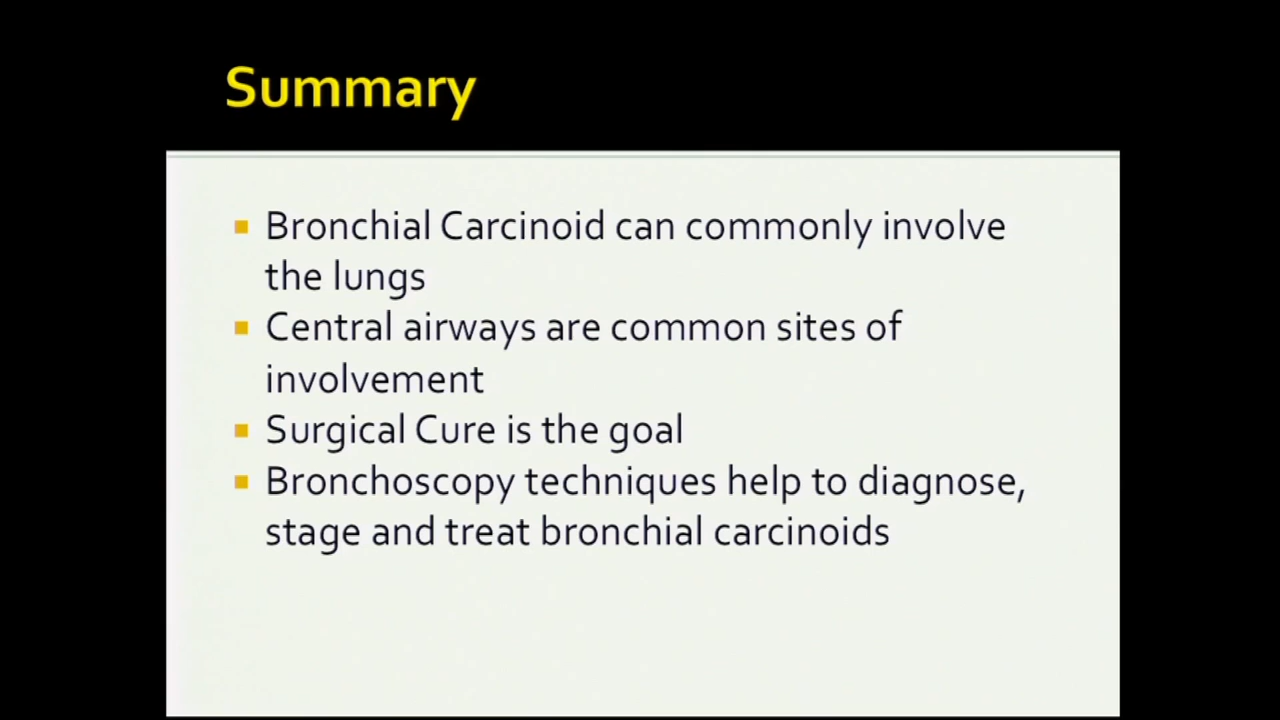 Summary
Bronchial Carcinoid can commonly involve
the lungs
Central airways are common sites of
involvement
Surgical Cure is the goal
Bronchoscopy techniques help to diagnose,
stage and treat bronchial carcinoids